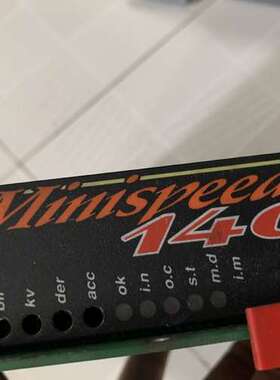 Minispeed
140
kv der acc ok i.n o.c s.t m.d i.m